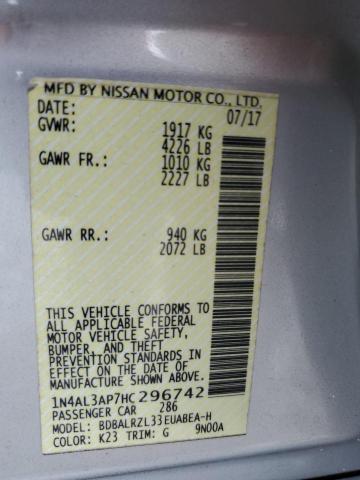 MFD BY NISSAN MOTOR CO., LTD.
DATE: 07/17
GVWR: 1917 KG
4226 LB
GAWR FR: 1010 KG
2227 LB
GAWR RR: 940 KG
2072 LB
THIS VEHICLE CONFORMS TO
ALL APPLICABLE FEDERAL
MOTOR VEHICLE SAFETY,
BUMPER, AND THEFT
PREVENTION STANDARDS IN
EFFECT ON THE DATE OF
MANUFACTURE SHOWN ABOVE.
1N4AL3AP7HC296742
PASSENGER CAR 286
MODEL: BDBALRZL33EUABEA-H
COLOR: K23 TRIM: G 9N00A